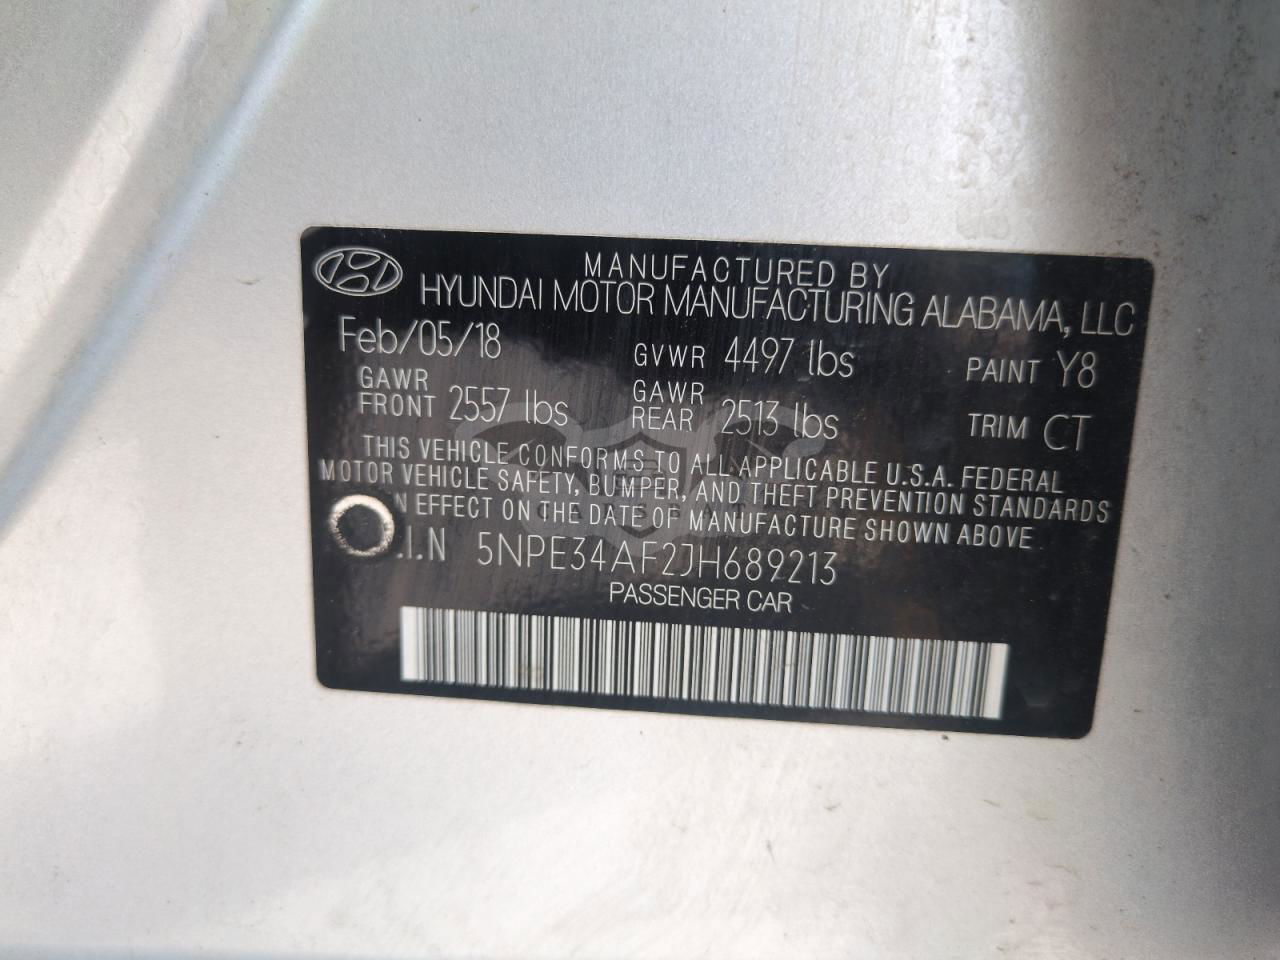 MANUFACTURED BY
HYUNDAI MOTOR MANUFACTURING ALABAMA, LLC
Feb/05/18 GVWR 4497 lbs PAINT Y8
GAWR FRONT 2557 lbs GAWR REAR 2513 lbs TRIM CT
THIS VEHICLE CONFORMS TO ALL APPLICABLE U.S.A. FEDERAL
MOTOR VEHICLE SAFETY, BUMPER, AND THEFT PREVENTION STANDARDS
N EFFECT ON THE DATE OF MANUFACTURE SHOWN ABOVE
.I.N 5NPE34AF2JH689213
PASSENGER CAR